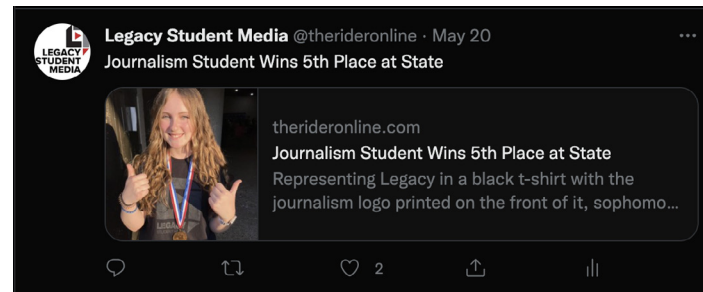 LEGACY
STUDENT
MEDIA
Legacy Student Media @therideronline · May 20
Journalism Student Wins 5th Place at State
therideronline.com
Journalism Student Wins 5th Place at State
Representing Legacy in a black t-shirt with the
journalism logo printed on the front of it, sophomo...
2